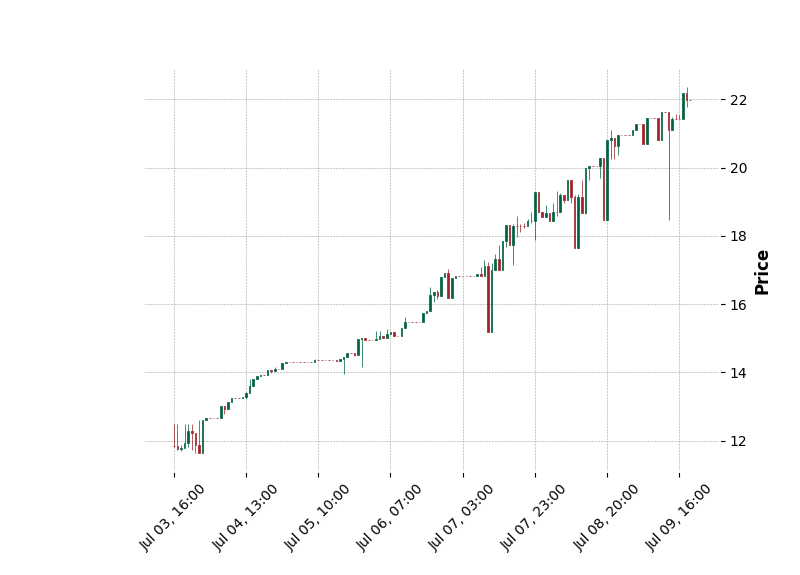 22
20
18
16
14
12
Price
Jul 03, 16:00
Jul 04, 13:00
Jul 05, 10:00
Jul 06, 07:00
Jul 07, 03:00
Jul 07, 23:00
Jul 08, 20:00
Jul 09, 16:00